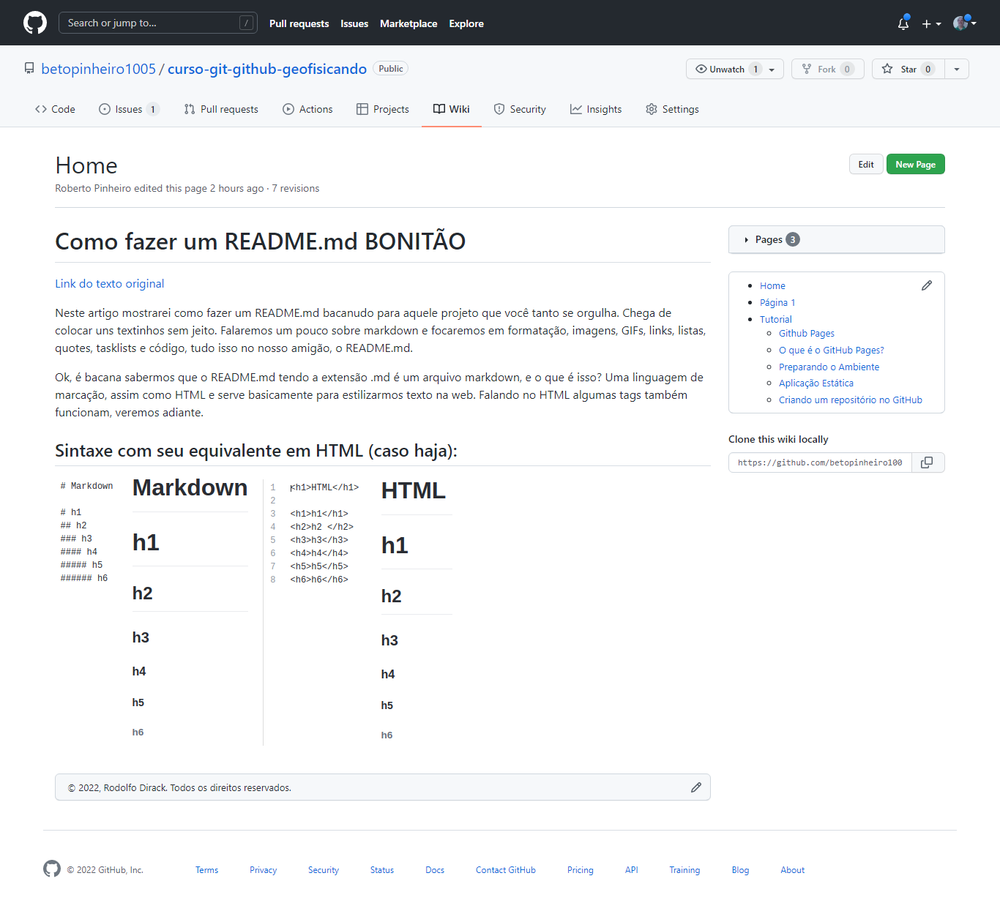 Search or jump to... /
Pull requests Issues Marketplace Explore
betopinheiro1005 / curso-git-github-geofisicando Public
Unwatch 1 Fork 0 Star 0
Code Issues 1 Pull requests Actions Projects Wiki Security Insights Settings
Home
Edit New Page
Roberto Pinheiro edited this page 2 hours ago · 7 revisions
Como fazer um README.md BONITÃO
Link do texto original
Neste artigo mostrarei como fazer um README.md bacanudo para aquele projeto que você tanto se orgulha. Chega de
colocar uns textinhos sem jeito. Falaremos um pouco sobre markdown e focaremos em formatação, imagens, GIFs, links, listas,
quotes, tasklists e código, tudo isso no nosso amigão, o README.md.
Ok, é bacana sabermos que o README.md tendo a extensão .md é um arquivo markdown, e o que é isso? Uma linguagem de
marcação, assim como HTML e serve basicamente para estilizarmos texto na web. Falando no HTML algumas tags também
funcionam, veremos adiante.
Sintaxe com seu equivalente em HTML (caso haja):
# Markdown
# h1
## h2
### h3
#### h4
##### h5
###### h6
Markdown
h1
h2
h3
h4
h5
h6
1 <h1>HTML</h1>
2
3 <h1>h1</h1>
4 <h2>h2 </h2>
5 <h3>h3</h3>
6 <h4>h4</h4>
7 <h5>h5</h5>
8 <h6>h6</h6>
HTML
h1
h2
h3
h4
h5
h6
© 2022, Rodolfo Dirack. Todos os direitos reservados.
Pages 3
Home
Página 1
Tutorial
Github Pages
O que é o GitHub Pages?
Preparando o Ambiente
Aplicação Estática
Criando um repositório no GitHub
Clone this wiki locally
https://github.com/betopinheiro100
© 2022 GitHub, Inc. Terms Privacy Security Status Docs Contact GitHub Pricing API Training Blog About